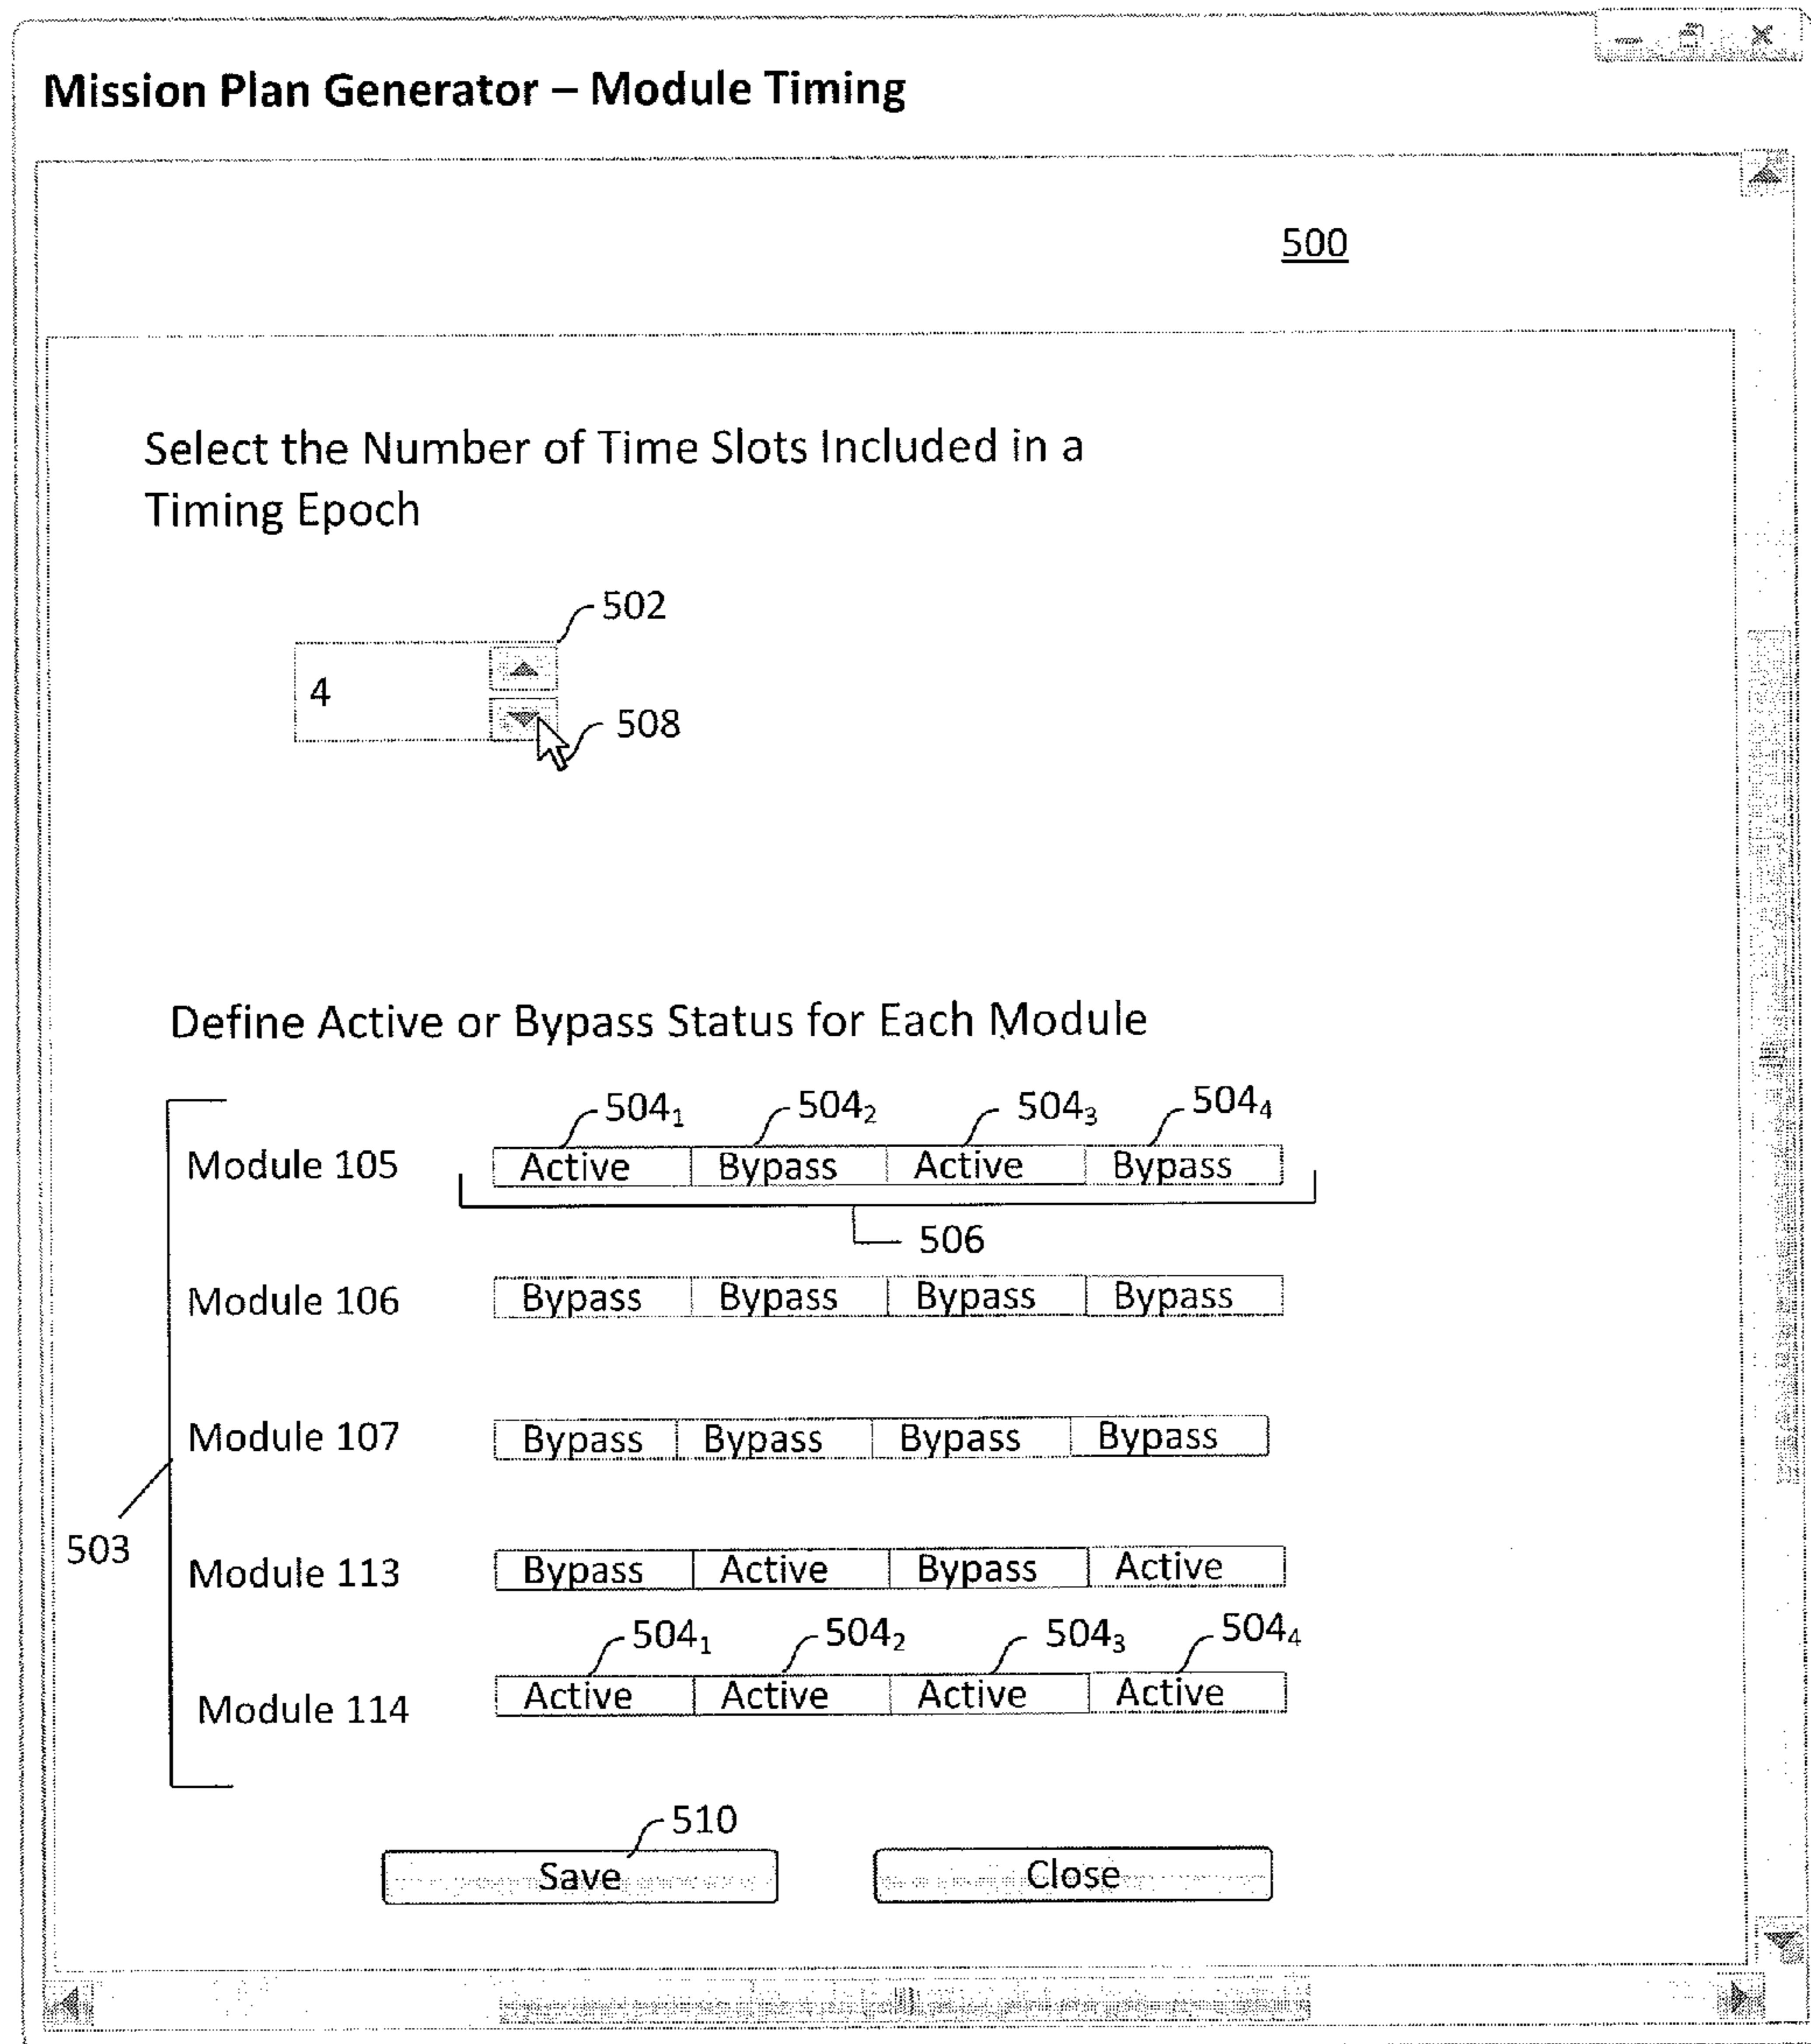 Mission Plan Generator – Module Timing
500
Select the Number of Time Slots Included in a
Timing Epoch
502
4
508
Define Active or Bypass Status for Each Module
504₁ 504₂ 504₃ 504₄
Module 105 Active Bypass Active Bypass
506
Module 106 Bypass Bypass Bypass Bypass
Module 107 Bypass Bypass Bypass Bypass
503
Module 113 Bypass Active Bypass Active
504₁ 504₂ 504₃ 504₄
Module 114 Active Active Active Active
510
Save Close